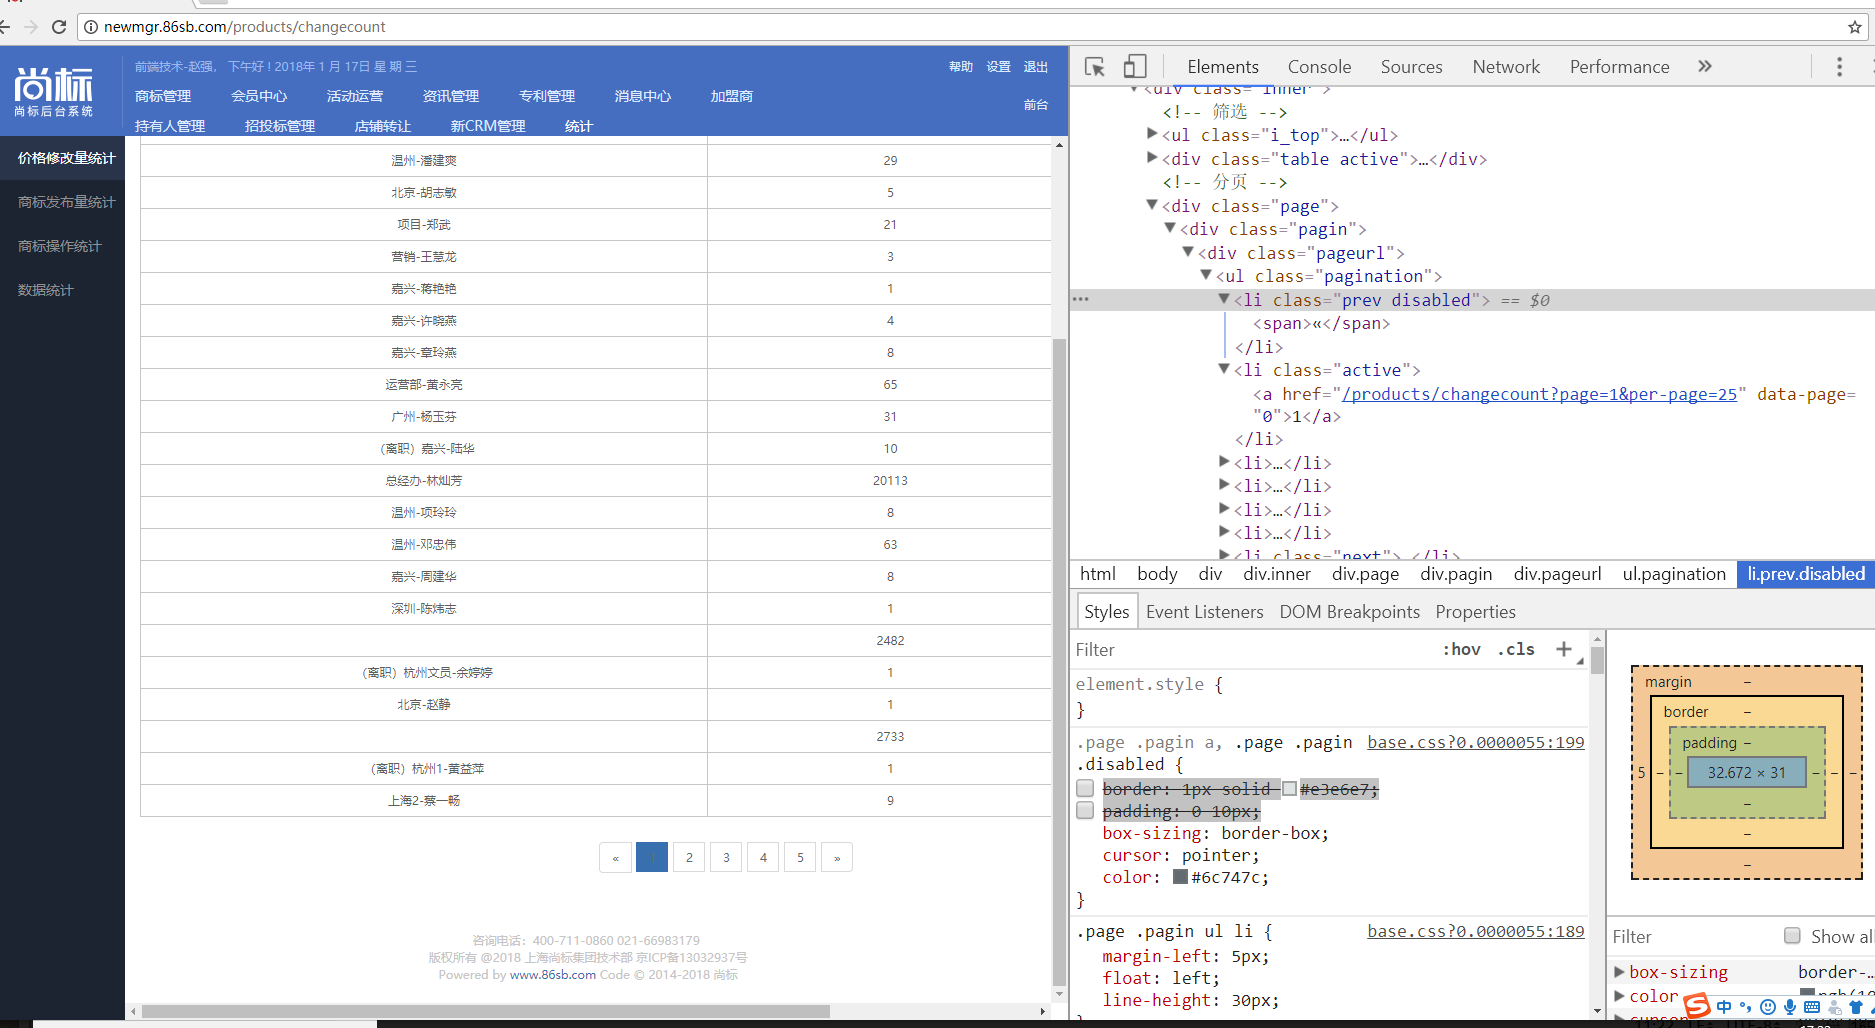 newmgr.86sb.com/products/changecount
尚标
尚标后台系统
前端技术-赵强， 下午好 ! 2018年 1 月 17日 星 期 三
帮助 设置 退出
商标管理 会员中心 活动运营 资讯管理 专利管理 消息中心 加盟商
前台
持有人管理 招投标管理 店铺转让 新CRM管理 统计
价格修改量统计
商标发布量统计
商标操作统计
数据统计
温州-潘建爽 29
北京-胡志敏 5
项目-郑武 21
营销-王慧龙 3
嘉兴-蒋艳艳 1
嘉兴-许晓燕 4
嘉兴-章玲燕 8
运营部-黄永亮 65
广州-杨玉芬 31
（离职）嘉兴-陆华 10
总经办-林灿芳 20113
温州-项玲玲 8
温州-邓忠伟 63
嘉兴-周建华 8
深圳-陈炜志 1
2482
（离职）杭州文员-余婷婷 1
北京-赵静 1
2733
（离职）杭州1-黄益萍 1
上海2-蔡一畅 9
« 1 2 3 4 5 »
咨询电话：400-711-0860 021-66983179
版权所有 @2018 上海尚标集团技术部 京ICP备13032937号
Powered by www.86sb.com Code © 2014-2018 尚标
Elements Console Sources Network Performance »
<div class="inner">
<!-- 筛选 -->
<ul class="i_top">…</ul>
<div class="table active">…</div>
<!-- 分页 -->
<div class="page">
<div class="pagin">
<div class="pageurl">
<ul class="pagination">
<li class="prev disabled"> == $0
<span>«</span>
</li>
<li class="active">
<a href="/products/changecount?page=1&per-page=25" data-page=
"0">1</a>
</li>
<li>…</li>
<li>…</li>
<li>…</li>
<li>…</li>
<li class="next">…</li>
html body div div.inner div.page div.pagin div.pageurl ul.pagination li.prev.disabled
Styles Event Listeners DOM Breakpoints Properties
Filter :hov .cls +
element.style {
}
.page .pagin a, .page .pagin base.css?0.0000055:199
.disabled {
border: 1px solid #e3e6e7;
padding: 0 10px;
box-sizing: border-box;
cursor: pointer;
color: #6c747c;
}
.page .pagin ul li { base.css?0.0000055:189
margin-left: 5px;
float: left;
line-height: 30px;
margin –
border –
padding –
5 – – 32.672 × 31 – – –
–
–
–
Filter Show all
box-sizing border-…
color
中